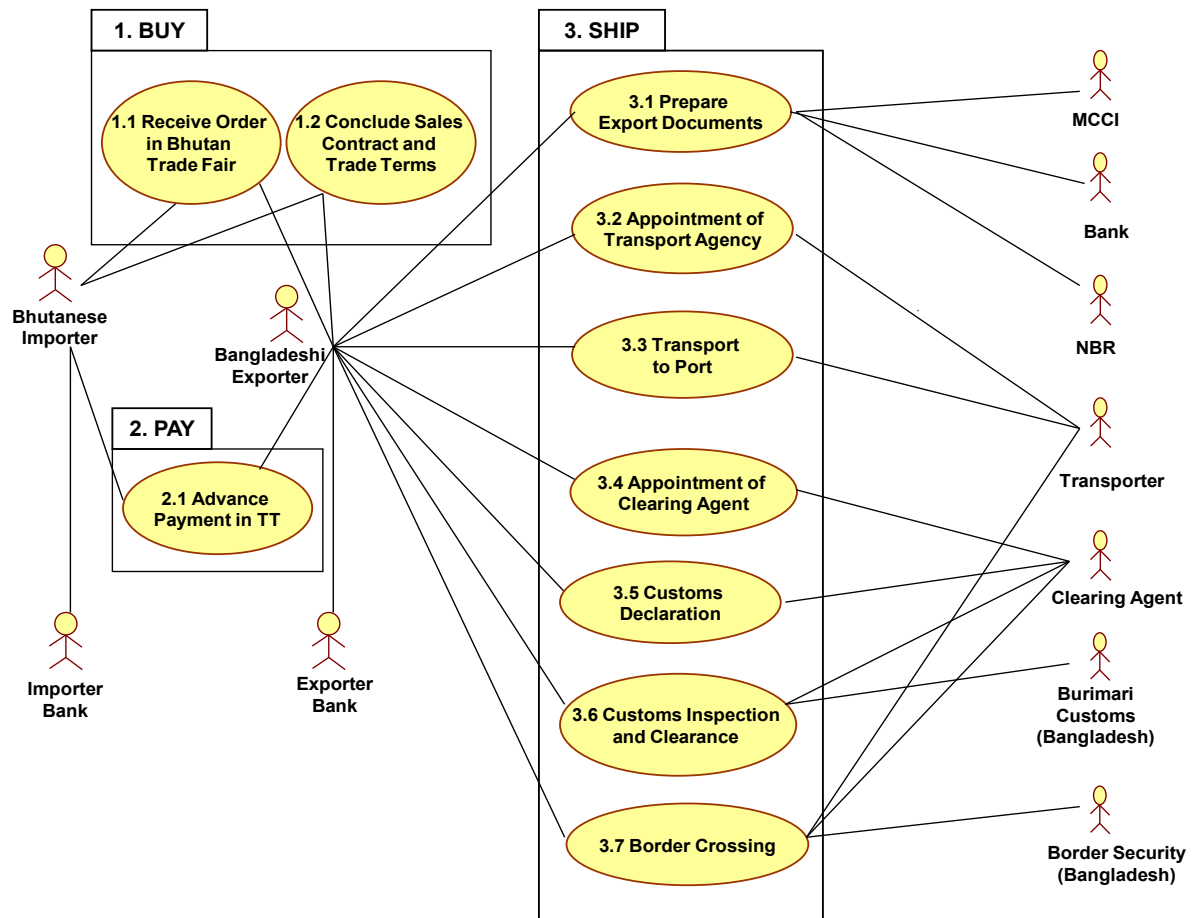 1. BUY
1.1 Receive Order
in Bhutan
Trade Fair
1.2 Conclude Sales
Contract and
Trade Terms
Bhutanese
Importer
Bangladeshi
Exporter
2. PAY
2.1 Advance
Payment in TT
Importer
Bank
Exporter
Bank
3. SHIP
3.1 Prepare
Export Documents
3.2 Appointment of
Transport Agency
3.3 Transport
to Port
3.4 Appointment of
Clearing Agent
3.5 Customs
Declaration
3.6 Customs Inspection
and Clearance
3.7 Border Crossing
MCCI
Bank
NBR
Transporter
Clearing Agent
Burimari
Customs
(Bangladesh)
Border Security
(Bangladesh)